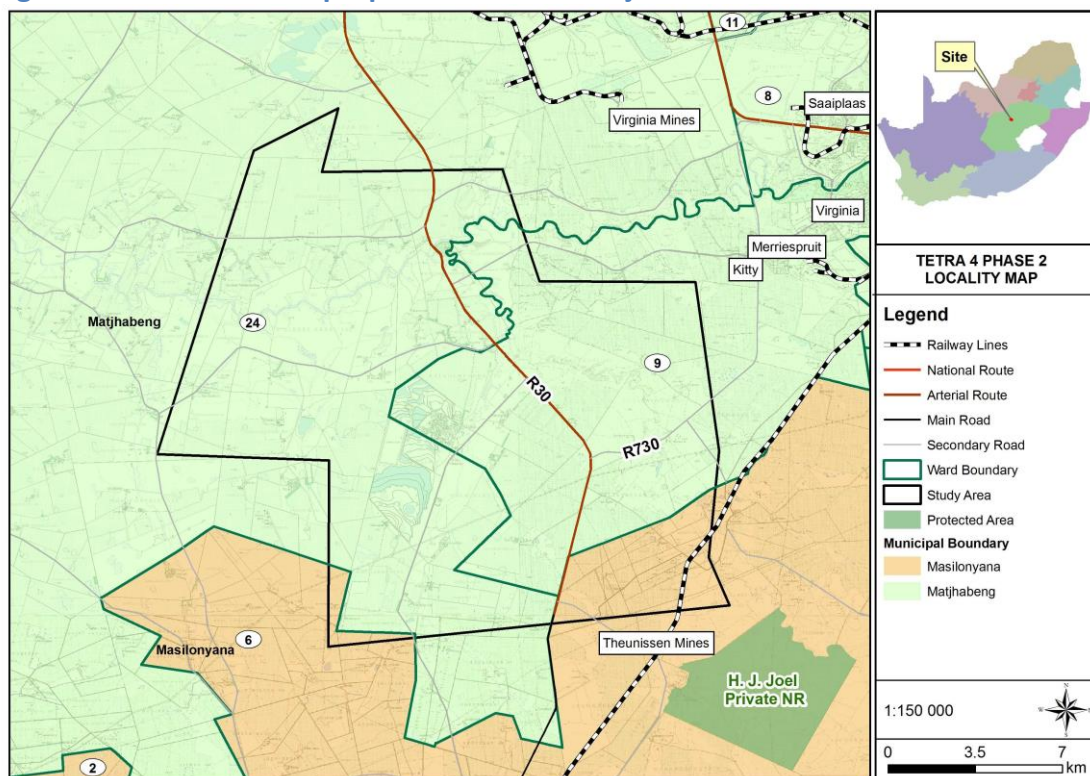 11
8
Saaiplaas
Virginia Mines
Virginia
Merriespruit
Kitty
Matjhabeng
24
9
R30
R730
Masilonyana
6
Theunissen Mines
H. J. Joel
Private NR
2
Site
TETRA 4 PHASE 2
LOCALITY MAP
Legend
Railway Lines
National Route
Arterial Route
Main Road
Secondary Road
Ward Boundary
Study Area
Protected Area
Municipal Boundary
Masilonyana
Matjhabeng
1:150 000
N
E
S
W
0 3.5 7
km